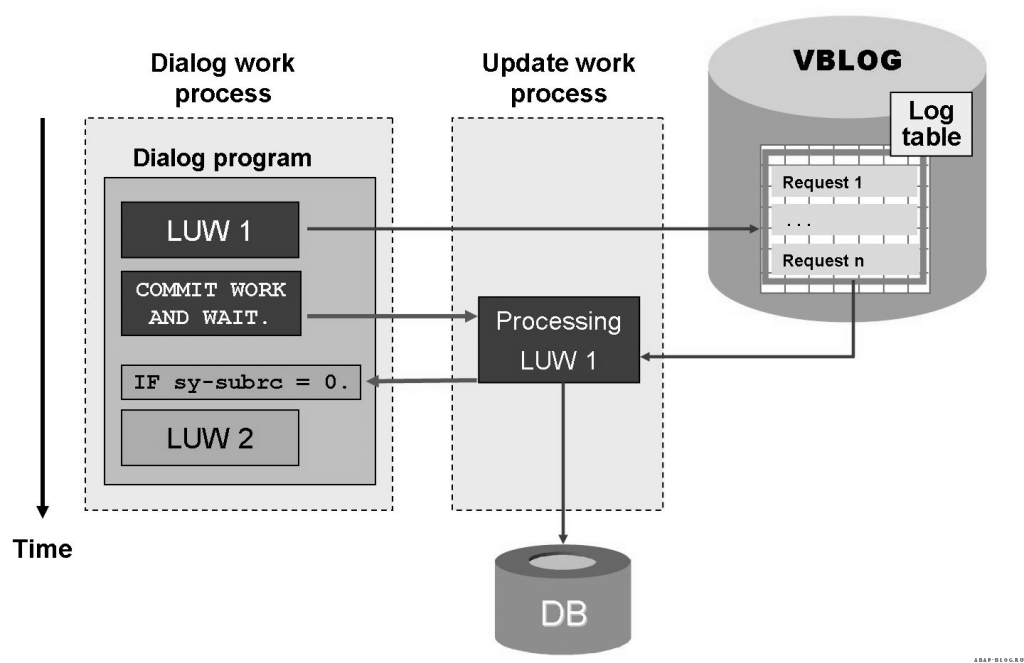 Dialog work
process
Update work
process
VBLOG
Log
table
Dialog program
Request 1
. . .
Request n
LUW 1
COMMIT WORK
AND WAIT.
Processing
LUW 1
IF sy-subrc = 0.
LUW 2
Time
DB
ABAP-BLOG.RU